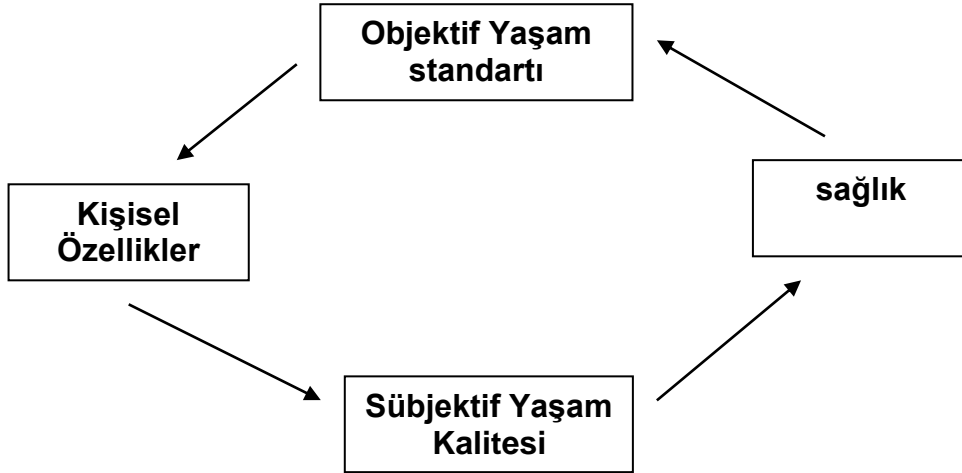 Objektif Yaşam
standartı
sağlık
Kişisel
Özellikler
Sübjektif Yaşam
Kalitesi